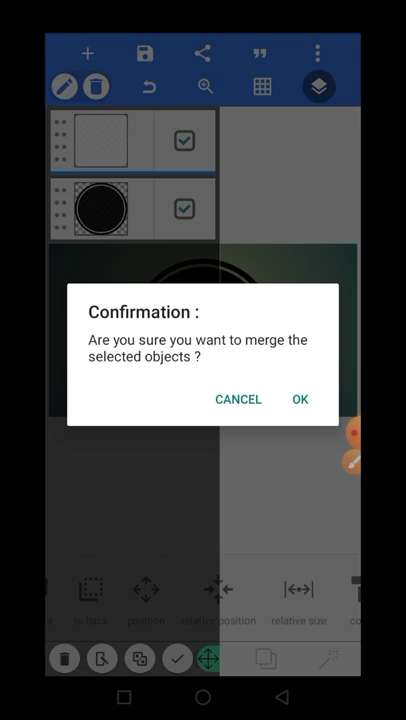 Confirmation :
Are you sure you want to merge the
selected objects ?
CANCEL OK
to back position relative position relative size